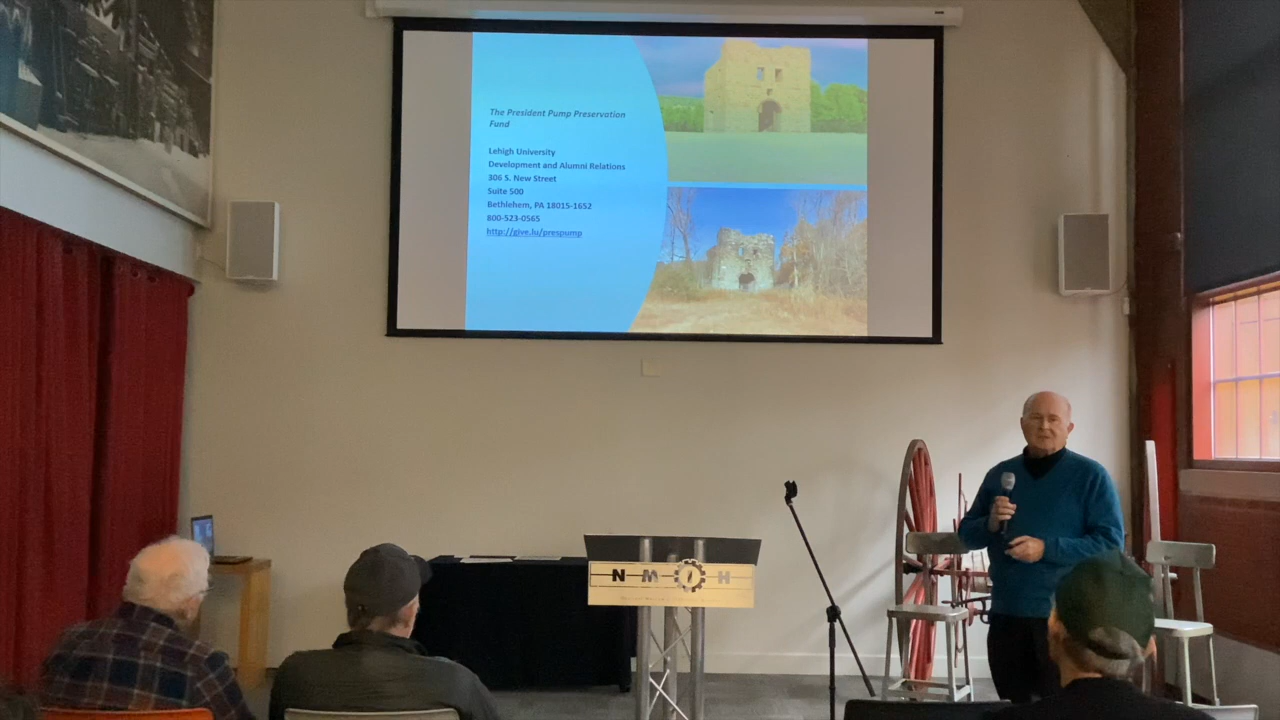 The President Pump Preservation
Fund
Lehigh University
Development and Alumni Relations
306 S. New Street
Suite 500
Bethlehem, PA 18015-1652
800-523-0565
http://give.lu/prespump
NMIH